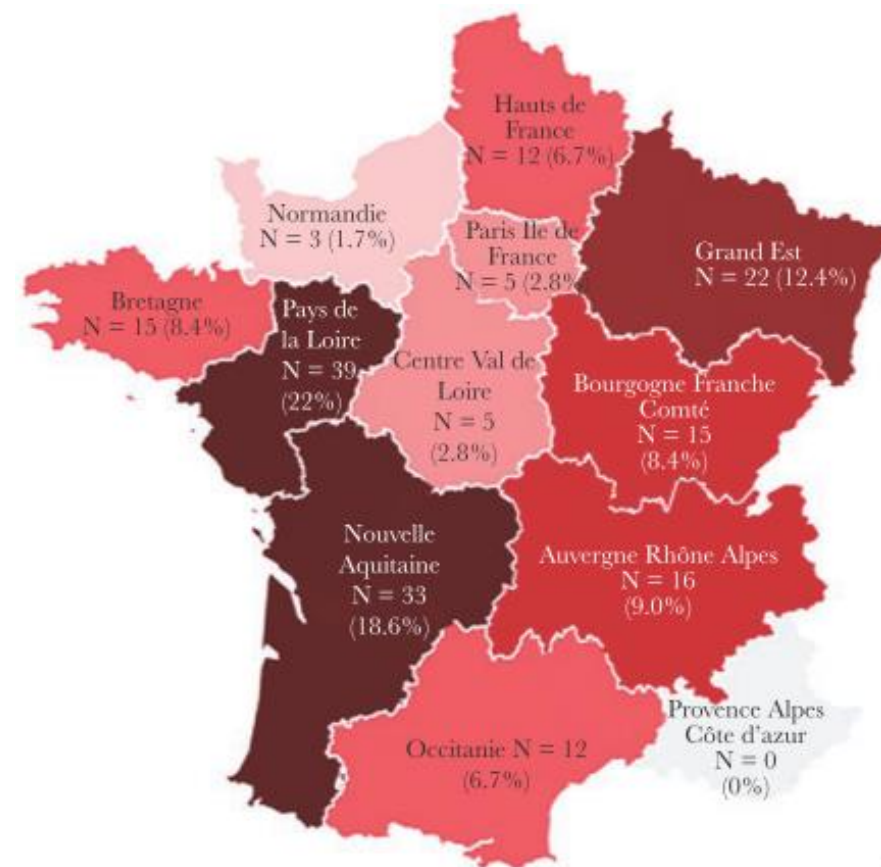 Hauts de
France
N = 12 (6.7%)
Normandie
N = 3 (1.7%)
Paris Ile de
France
N = 5 (2.8%)
Grand Est
N = 22 (12.4%)
Bretagne
N = 15 (8.4%)
Pays de
la Loire
N = 39
(22%)
Centre Val de
Loire
N = 5
(2.8%)
Bourgogne Franche
Comté
N = 15
(8.4%)
Nouvelle
Aquitaine
N = 33
(18.6%)
Auvergne Rhône Alpes
N = 16
(9.0%)
Provence Alpes
Côte d’azur
N = 0
(0%)
Occitanie N = 12
(6.7%)